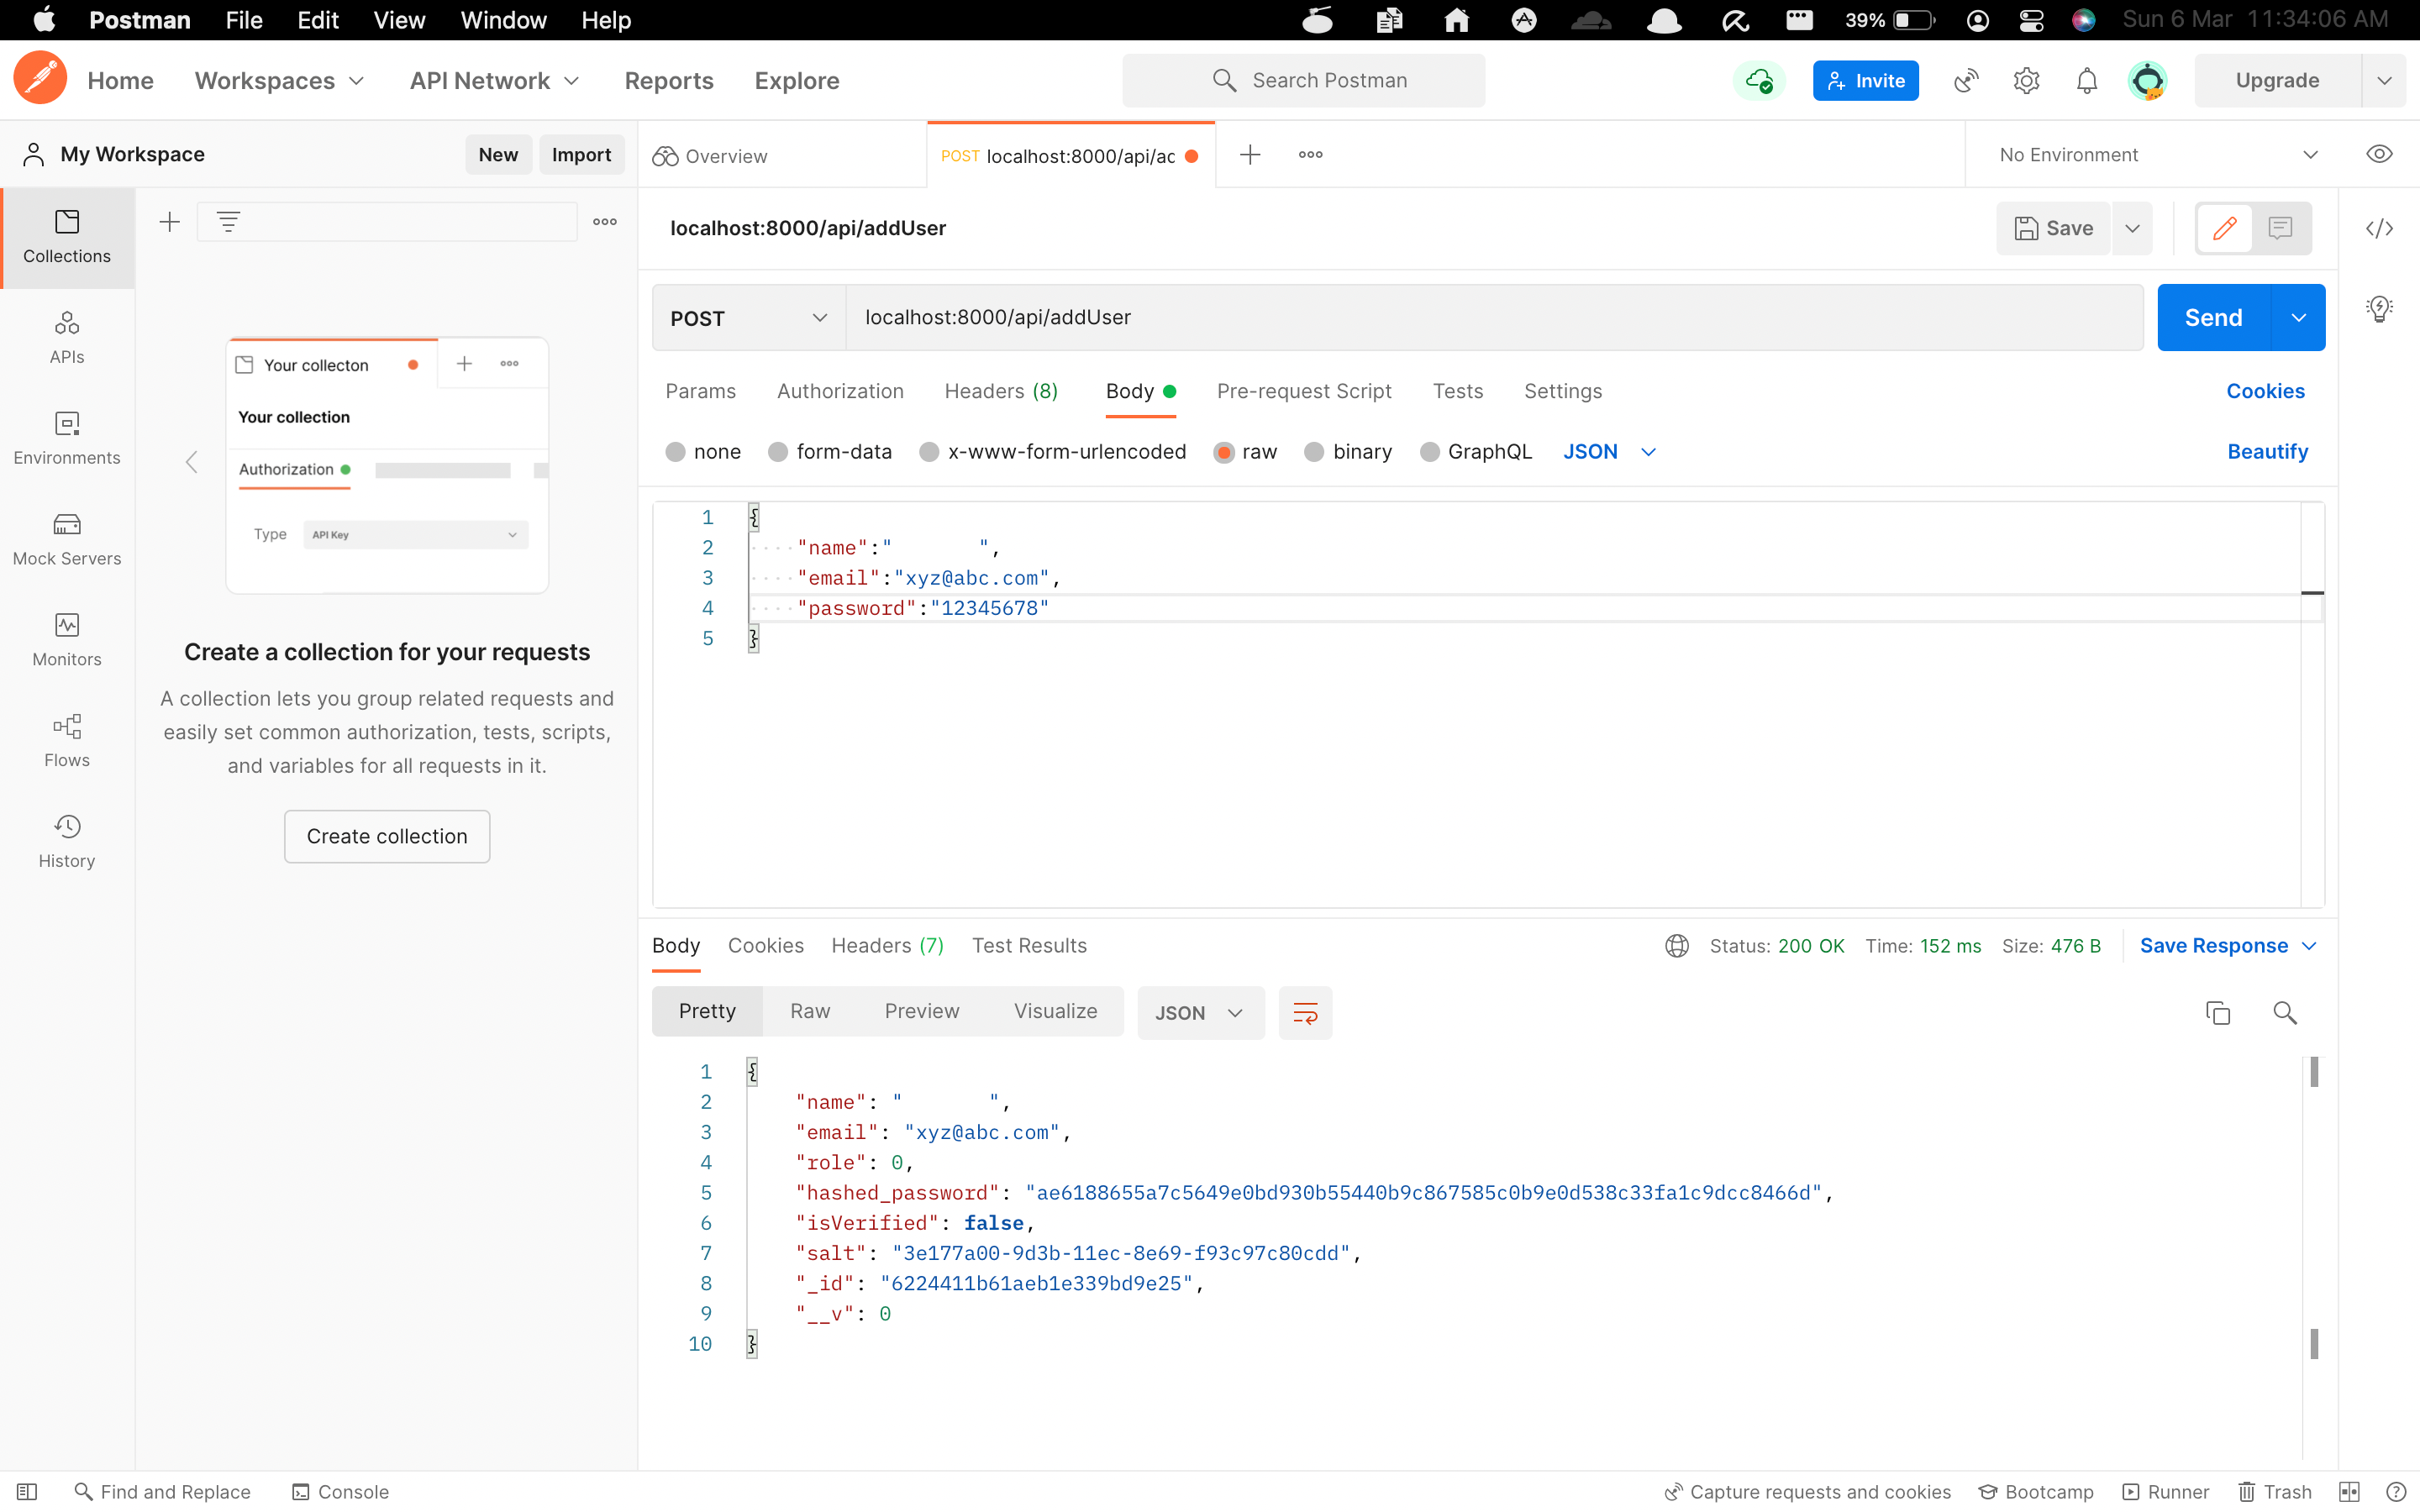 Postman File Edit View Window Help 39% Sun 6 Mar 11:34:06 AM
Home Workspaces API Network Reports Explore Search Postman Invite Upgrade
My Workspace New Import Overview POST localhost:8000/api/ac No Environment
Collections
APIs
Environments
Mock Servers
Monitors
Flows
History
Your collecton
Your collection
Authorization
Type API Key
Create a collection for your requests
A collection lets you group related requests and
easily set common authorization, tests, scripts,
and variables for all requests in it.
Create collection
localhost:8000/api/addUser Save
POST localhost:8000/api/addUser Send
Params Authorization Headers (8) Body Pre-request Script Tests Settings Cookies
none form-data x-www-form-urlencoded raw binary GraphQL JSON Beautify
1 {
2 "name":" ",
3 "email":"xyz@abc.com",
4 "password":"12345678"
5 }
Body Cookies Headers (7) Test Results Status: 200 OK Time: 152 ms Size: 476 B Save Response
Pretty Raw Preview Visualize JSON
1 {
2 "name": " ",
3 "email": "xyz@abc.com",
4 "role": 0,
5 "hashed_password": "ae6188655a7c5649e0bd930b55440b9c867585c0b9e0d538c33fa1c9dcc8466d",
6 "isVerified": false,
7 "salt": "3e177a00-9d3b-11ec-8e69-f93c97c80cdd",
8 "_id": "6224411b61aeb1e339bd9e25",
9 "__v": 0
10 }
Find and Replace Console Capture requests and cookies Bootcamp Runner Trash